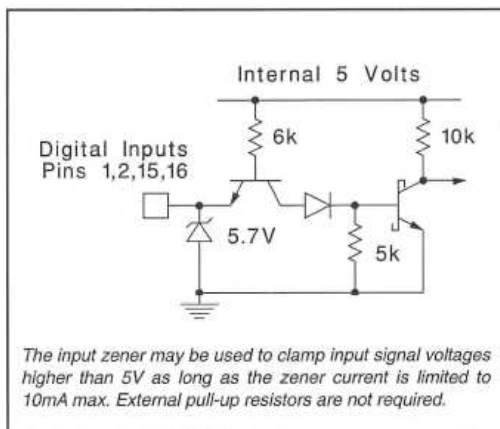 Internal 5 Volts
6k
10k
Digital Inputs
Pins 1,2,15,16
5.7V
5k
The input zener may be used to clamp input signal voltages
higher than 5V as long as the zener current is limited to
10mA max. External pull-up resistors are not required.